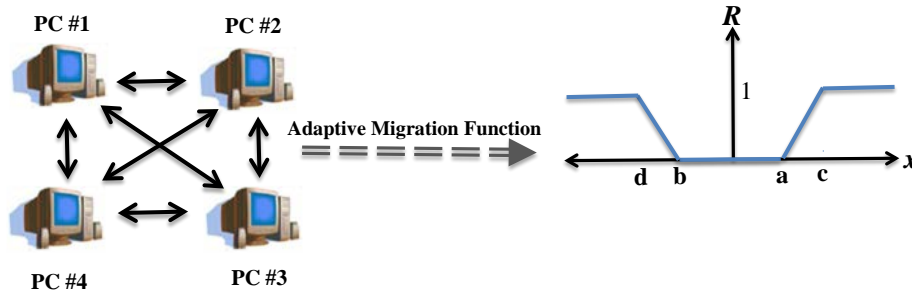 PC #1
PC #2
R
1
Adaptive Migration Function
x
d
b
a
c
PC #4
PC #3